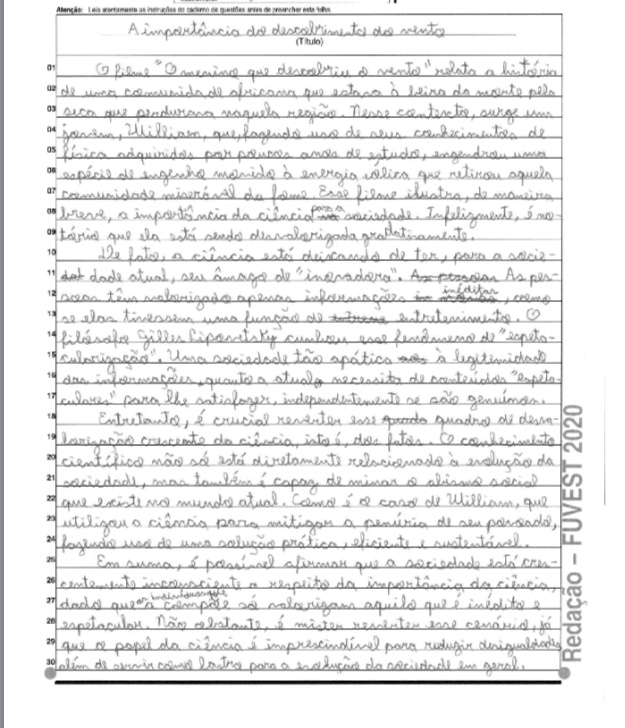 Atenção: Leia atentamente as instruções do caderno de questões antes de preencher esta folha.
A importância do descobrimento do vento
(Título)
01 O filme "O menino que descobriu o vento" relata a história
02 de uma comunidade africana que estava à beira da morte pela
03 seca que perdurava naquela região. Nesse contexto, surge um
04 jovem, William, que, fazendo uso de seus conhecimentos de
05 física adquiridos por poucos anos de estudo, engendrou uma
06 espécie de engenho movido à energia eólica que retirou aquela
07 comunidade miserável da fome. Esse filme ilustra, de maneira
08 breve, a importância da ciência para a sociedade. Infelizmente, é no-
09 tório que ela está sendo desvalorizada gradativamente.
10 De fato, a ciência está deixando de ter, para a socie-
11 dade atual, seu âmago de "inovadora". As pes-
12 soas têm valorizado apenas informações inéditas, como
13 se elas tivessem uma função de entretenimento. O
14 filósofo Gilles Lipovetsky cunhou esse fenômeno de "espeta-
15 cularização". Uma sociedade tão apática à legitimidade
16 das informações, quanto a atual, necessita de conteúdos "espeta-
17 culares" para lhe satisfazer, independentemente se são genuínos.
18 Entretanto, é crucial reverter esse quadro de desva-
19 lorização crescente da ciência, isto é, dos fatos. O conhecimento
20 científico não só está diretamente relacionado à evolução da
21 sociedade, mas também é capaz de minar o abismo social
22 que existe no mundo atual. Como é o caso de William, que
23 utilizou a ciência para mitigar a penúria de seu povoado,
24 fazendo uso de uma solução prática, eficiente e sustentável.
25 Em suma, é possível afirmar que a sociedade está cres-
26 centemente inconsciente a respeito da importância da ciência,
27 dado que os indivíduos que a compõe só valorizam aquilo que é inédito e
28 espetacular. Não obstante, é mister reverter esse cenário, já
29 que o papel da ciência é imprescindível para reduzir desigualdades
30 além de servir como lastro para a evolução da sociedade em geral.
Redação – FUVEST 2020